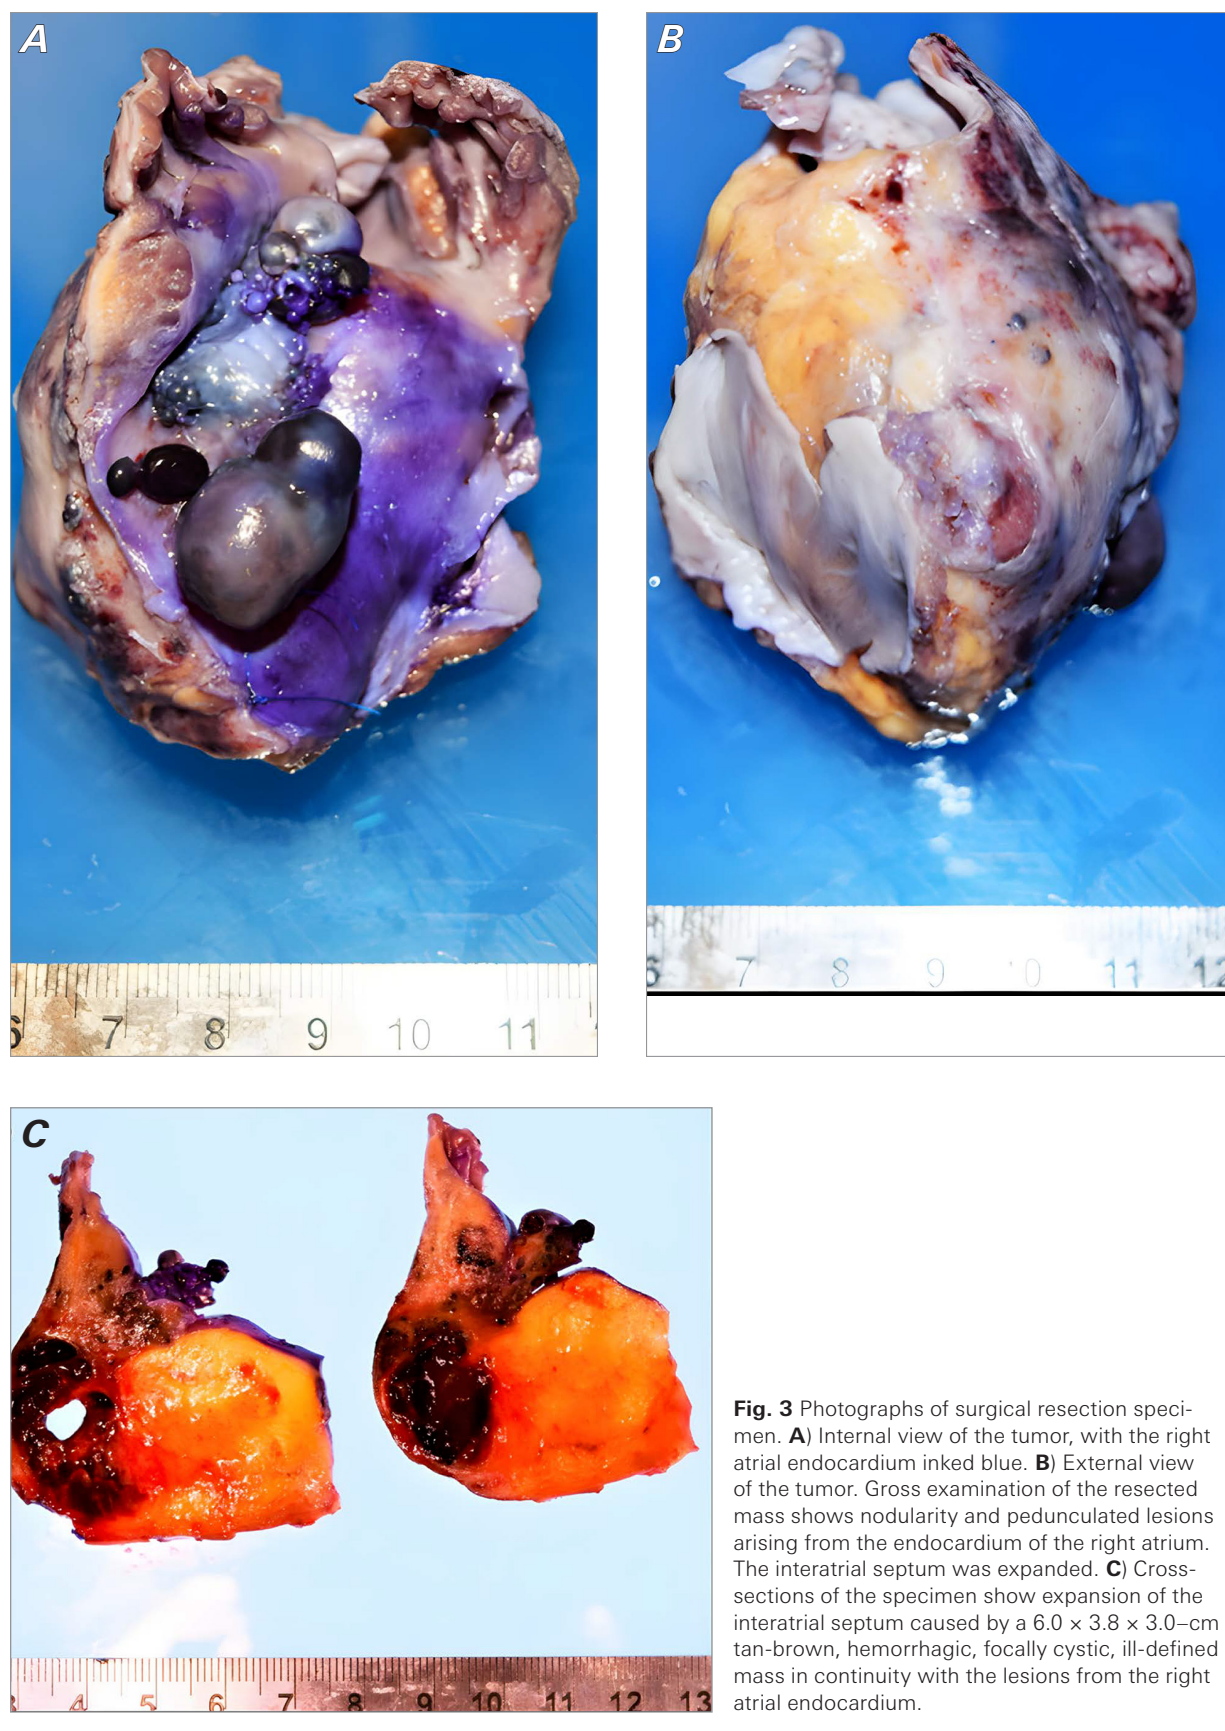 A
B
6 7 8 9 10 11
6 7 8 9 10 11 12
C
3 4 5 6 7 8 9 10 11 12 13
Fig. 3 Photographs of surgical resection speci-
men. A) Internal view of the tumor, with the right
atrial endocardium inked blue. B) External view
of the tumor. Gross examination of the resected
mass shows nodularity and pedunculated lesions
arising from the endocardium of the right atrium.
The interatrial septum was expanded. C) Cross-
sections of the specimen show expansion of the
interatrial septum caused by a 6.0 × 3.8 × 3.0–cm
tan-brown, hemorrhagic, focally cystic, ill-defined
mass in continuity with the lesions from the right
atrial endocardium.